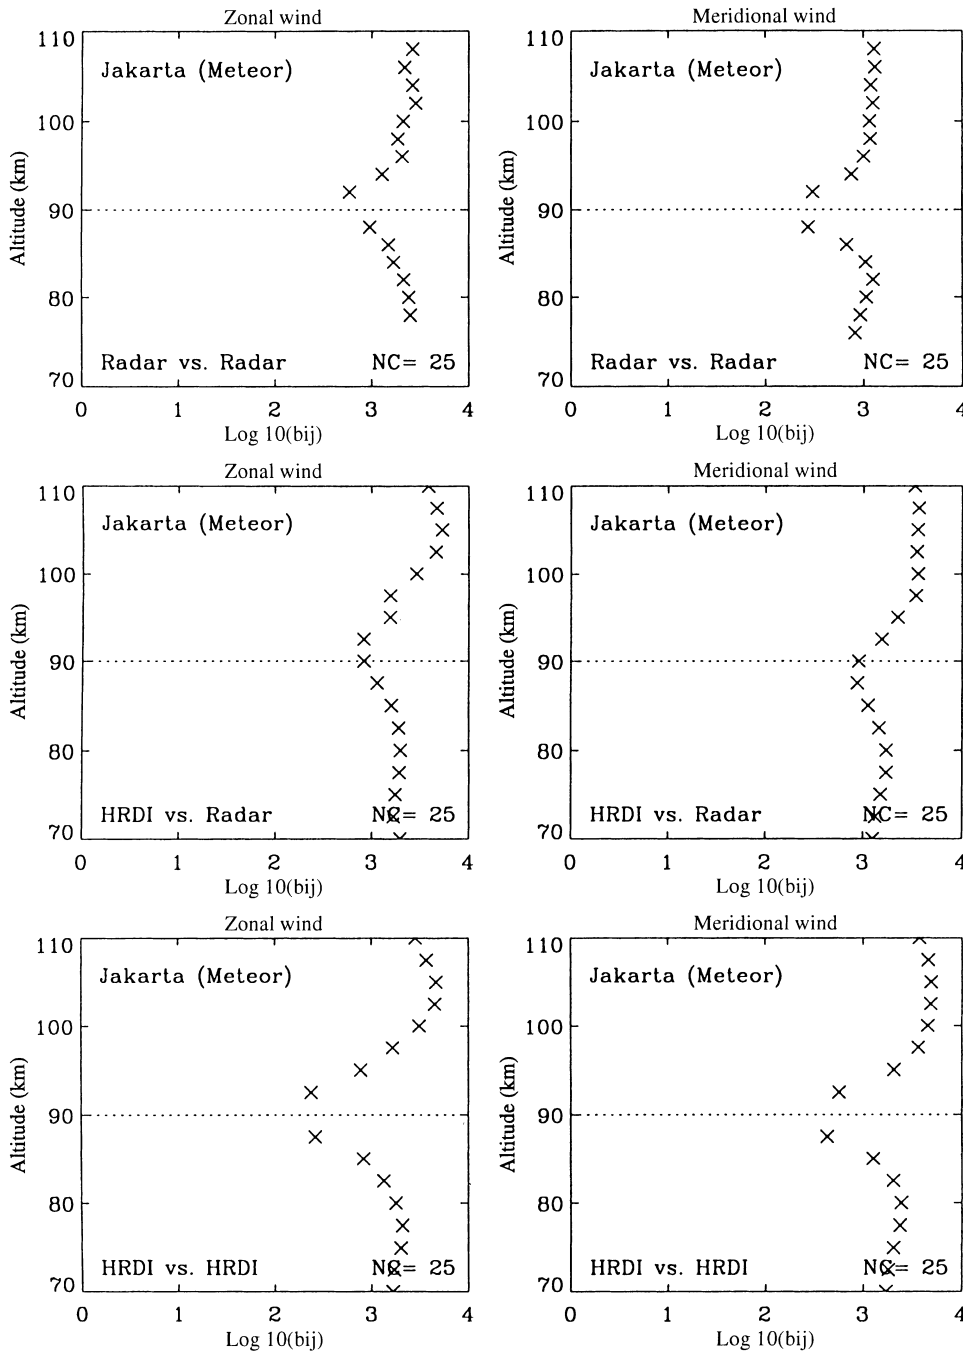 Zonal wind
110
Jakarta (Meteor)
100
90
80
70
Altitude (km)
Radar vs. Radar NC= 25
0 1 2 3 4
Log 10(bij)
Meridional wind
110
Jakarta (Meteor)
100
90
80
70
Altitude (km)
Radar vs. Radar NC= 25
0 1 2 3 4
Log 10(bij)
Zonal wind
110
Jakarta (Meteor)
100
90
80
70
Altitude (km)
HRDI vs. Radar NC= 25
0 1 2 3 4
Log 10(bij)
Meridional wind
110
Jakarta (Meteor)
100
90
80
70
Altitude (km)
HRDI vs. Radar NC= 25
0 1 2 3 4
Log 10(bij)
Zonal wind
110
Jakarta (Meteor)
100
90
80
70
Altitude (km)
HRDI vs. HRDI NC= 25
0 1 2 3 4
Log 10(bij)
Meridional wind
110
Jakarta (Meteor)
100
90
80
70
Altitude (km)
HRDI vs. HRDI NC= 25
0 1 2 3 4
Log 10(bij)